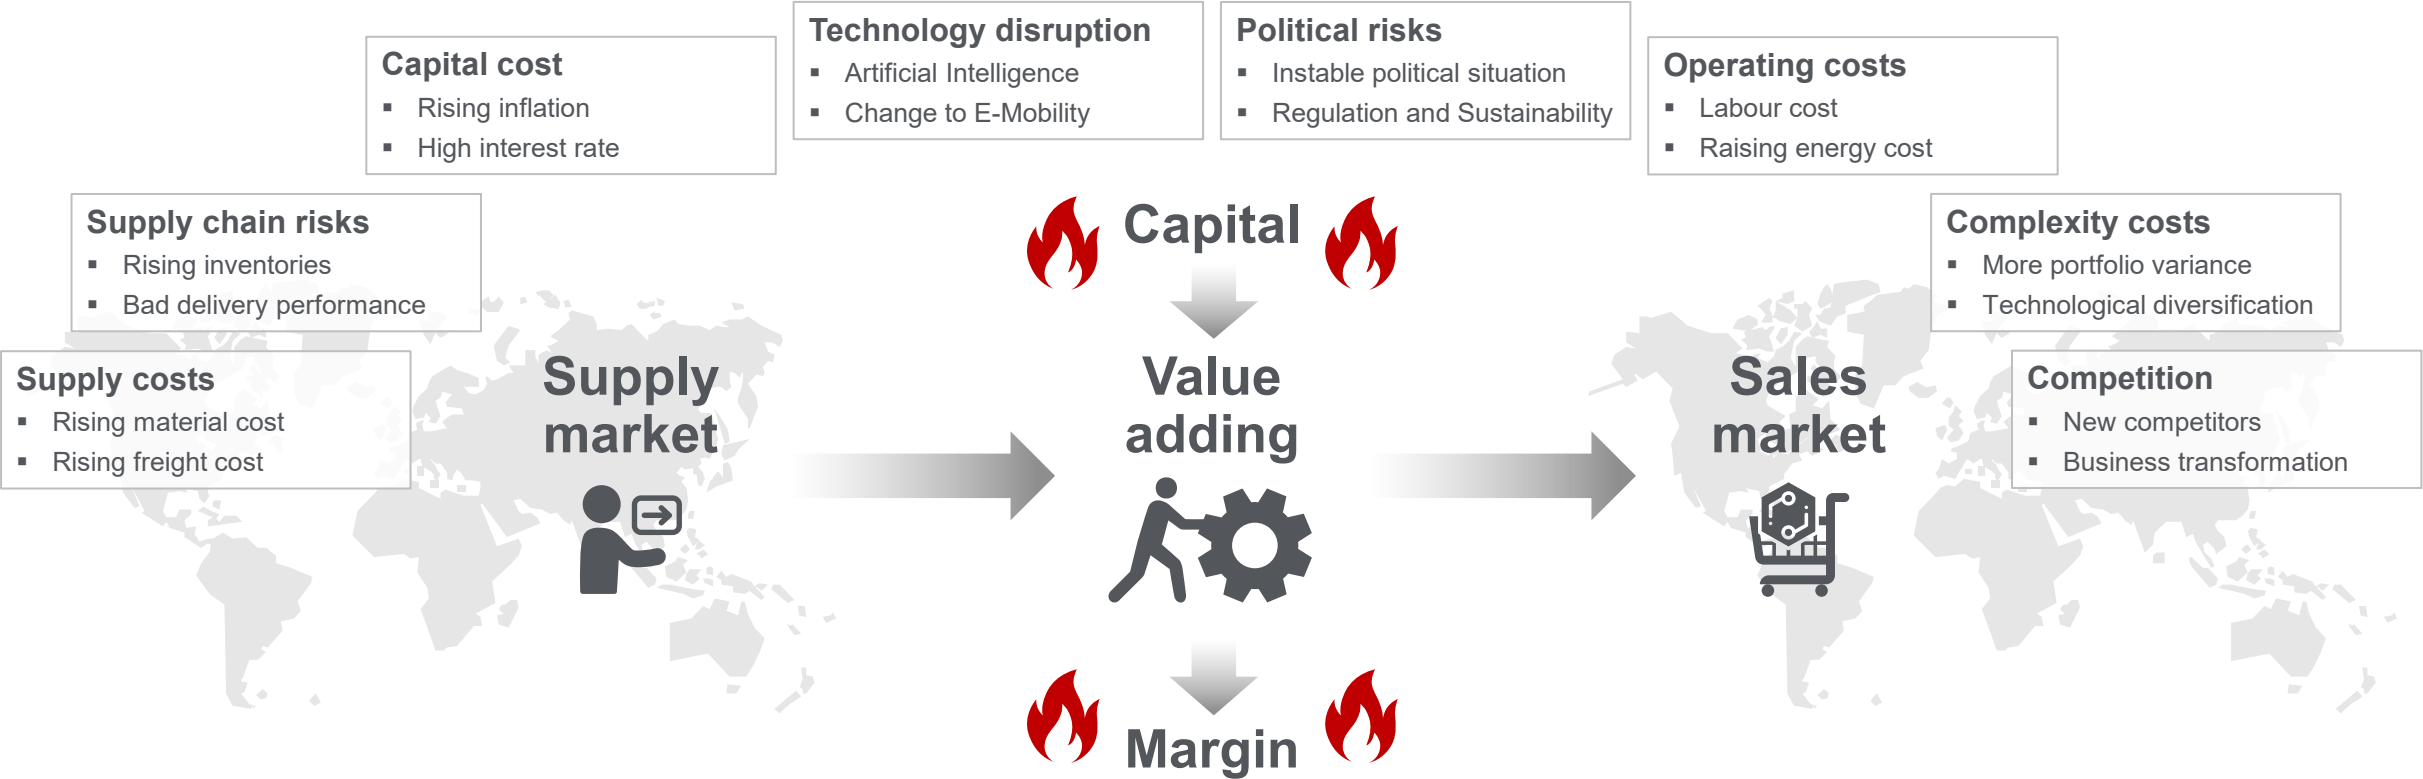 Technology disruption
▪ Artificial Intelligence
▪ Change to E-Mobility
Political risks
▪ Instable political situation
▪ Regulation and Sustainability
Capital cost
▪ Rising inflation
▪ High interest rate
Operating costs
▪ Labour cost
▪ Raising energy cost
Supply chain risks
▪ Rising inventories
▪ Bad delivery performance
Capital
Complexity costs
▪ More portfolio variance
▪ Technological diversification
Supply costs
▪ Rising material cost
▪ Rising freight cost
Supply
market
Value
adding
Sales
market
Competition
▪ New competitors
▪ Business transformation
Margin